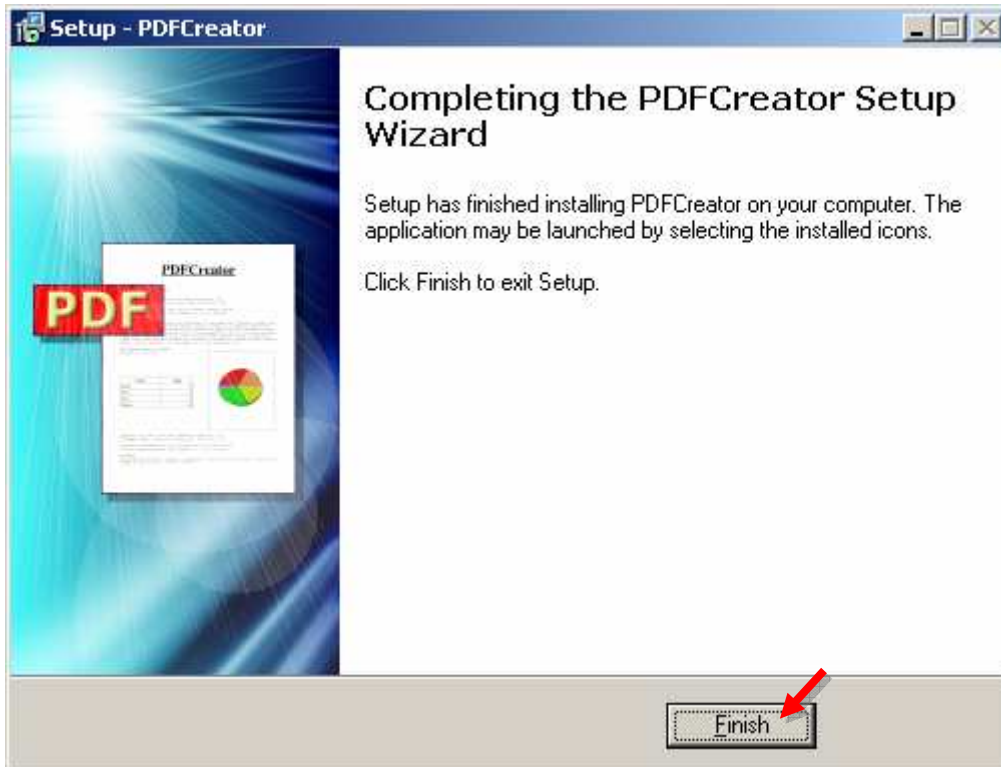 Setup - PDFCreator
Completing the PDFCreator Setup
Wizard
Setup has finished installing PDFCreator on your computer. The
application may be launched by selecting the installed icons.
Click Finish to exit Setup.
PDFCreator
PDF
Finish